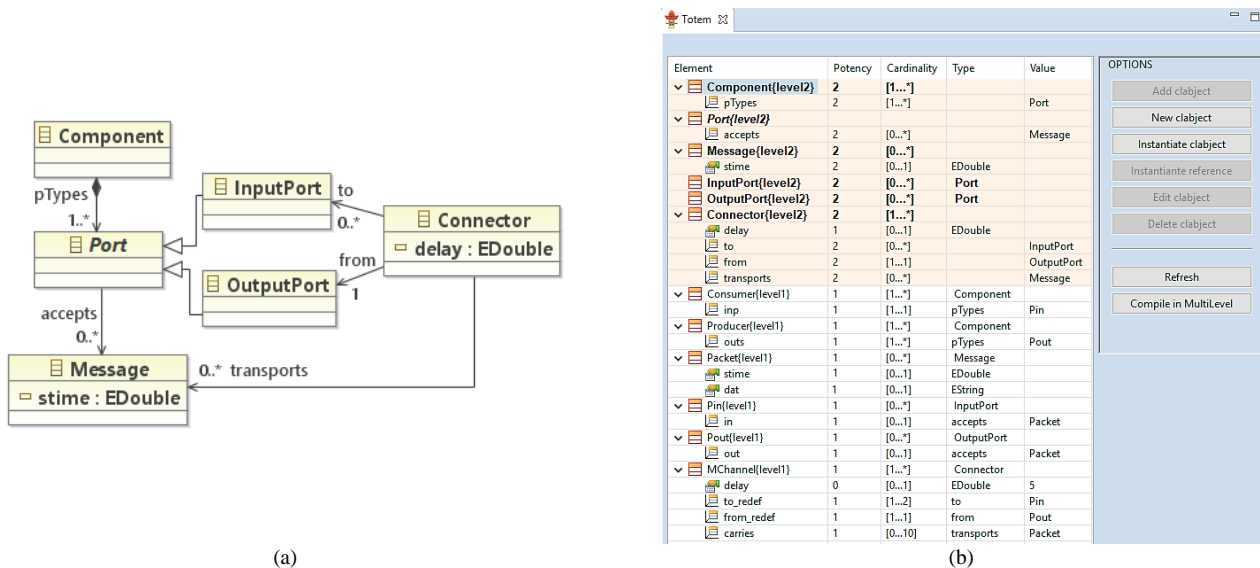 Component
pTypes
1..*
Port
InputPort
to
0..*
Connector
delay : EDouble
from
1
OutputPort
accepts
0..*
Message
stime : EDouble
0..* transports
(a)
Totem
Element Potency Cardinality Type Value
Component{level2} 2 [1...*]
pTypes 2 [1...*] Port
Port{level2}
accepts 2 [0...*] Message
Message{level2} 2 [0...*]
stime 2 [0...1] EDouble
InputPort{level2} 2 [0...*] Port
OutputPort{level2} 2 [0...*] Port
Connector{level2} 2 [1...*]
delay 1 [0...1] EDouble
to 2 [0...*] InputPort
from 2 [1...1] OutputPort
transports 2 [0...*] Message
Consumer{level1} 1 [1...*] Component
inp 1 [1...1] pTypes Pin
Producer{level1} 1 [1...*] Component
outs 1 [1...*] pTypes Pout
Packet{level1} 1 [0...*] Message
stime 1 [0...1] EDouble
dat 1 [0...1] EString
Pin{level1} 1 [0...*] InputPort
in 1 [0...1] accepts Packet
Pout{level1} 1 [0...*] OutputPort
out 1 [0...1] accepts Packet
MChannel{level1} 1 [1...*] Connector
delay 0 [0...1] EDouble 5
to_redef 1 [1...2] to Pin
from_redef 1 [1...1] from Pout
carries 1 [0...10] transports Packet
OPTIONS
Add clabject
New clabject
Instantiate clabject
Instantiante reference
Edit clabject
Delete clabject
Refresh
Compile in MultiLevel
(b)